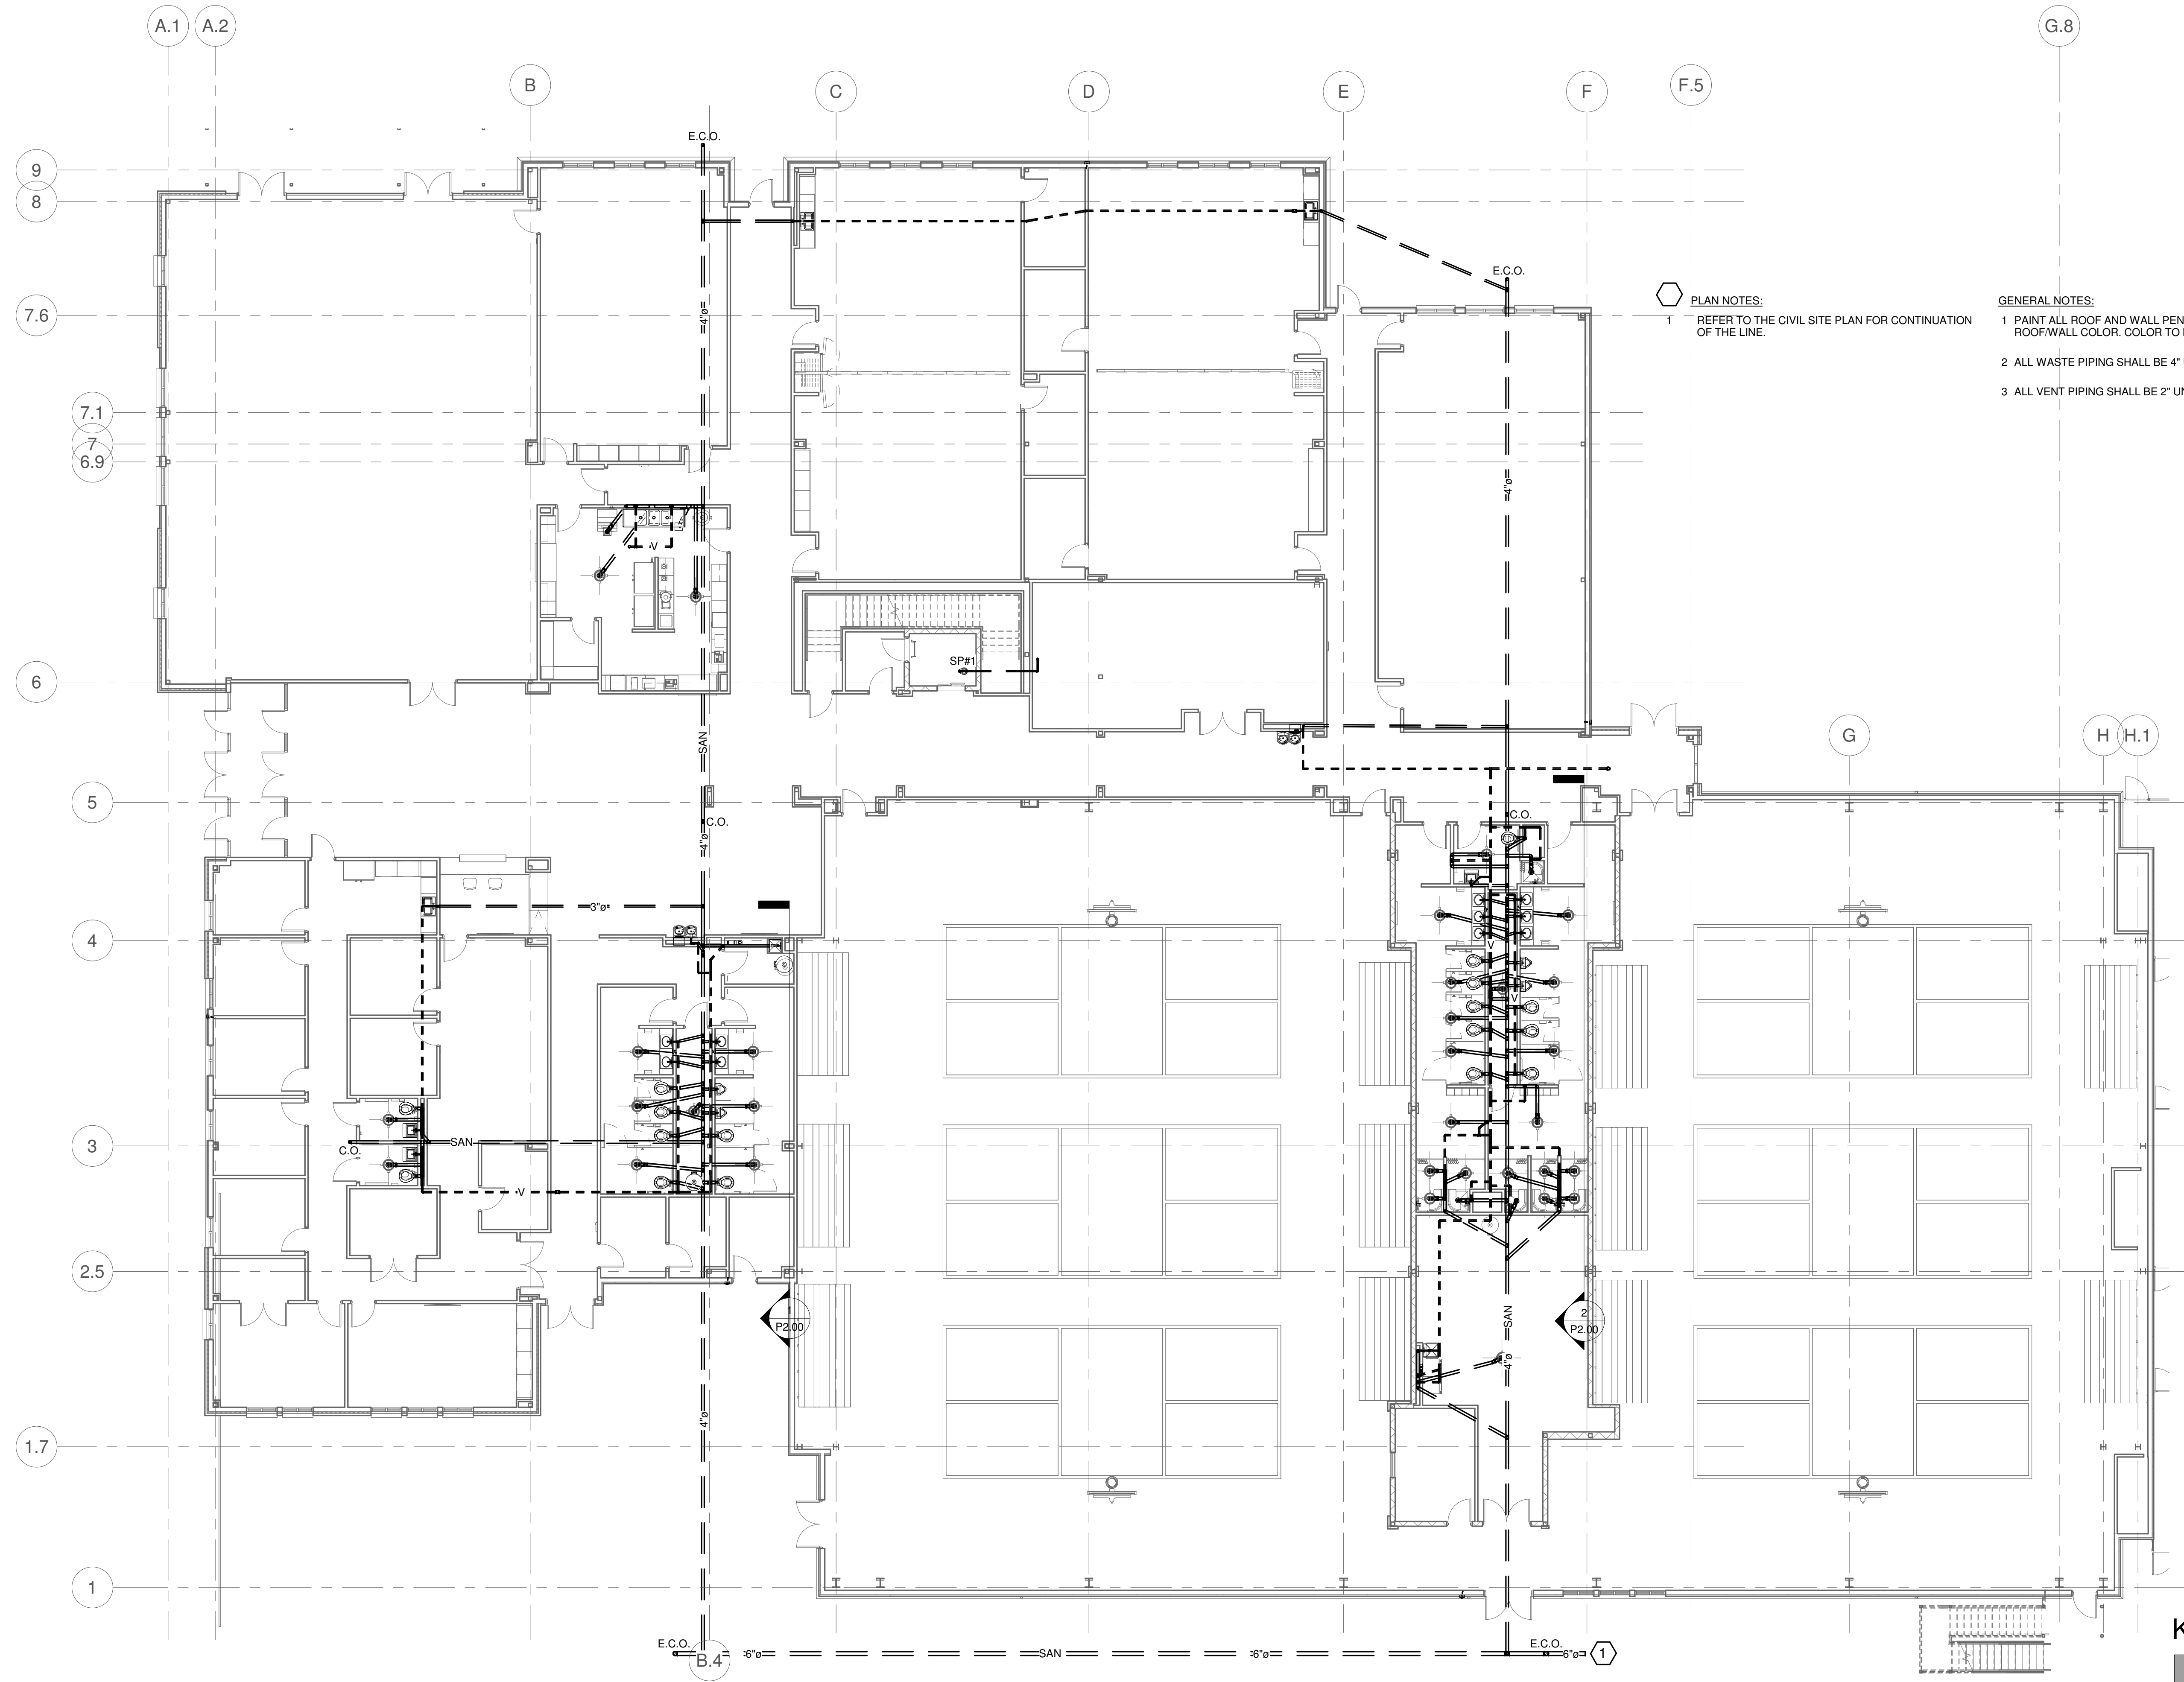 A.1
A.2
G.8
B
C
D
E
F
F.5
E.C.O.
9
8
E.C.O.
PLAN NOTES:
1 REFER TO THE CIVIL SITE PLAN FOR CONTINUATION
OF THE LINE.
GENERAL NOTES:
1 PAINT ALL ROOF AND WALL
ROOF/WALL COLOR. COLOR TO
2 ALL WASTE PIPING SHALL BE 4"
3 ALL VENT PIPING SHALL BE 2"
7.6
4"ø
7.1
7
6.9
4"ø
V
SP#1
6
SAN
G
H
H.1
5
C.O.
4"ø
C.O.
3"ø
4
V
V
3
C.O.
SAN
V
2.5
1
P2.00
2
P2.00
SAN
4"ø
4"ø
1.7
1
E.C.O.
B.4
6"ø
SAN
6"ø
E.C.O.
6"ø
1